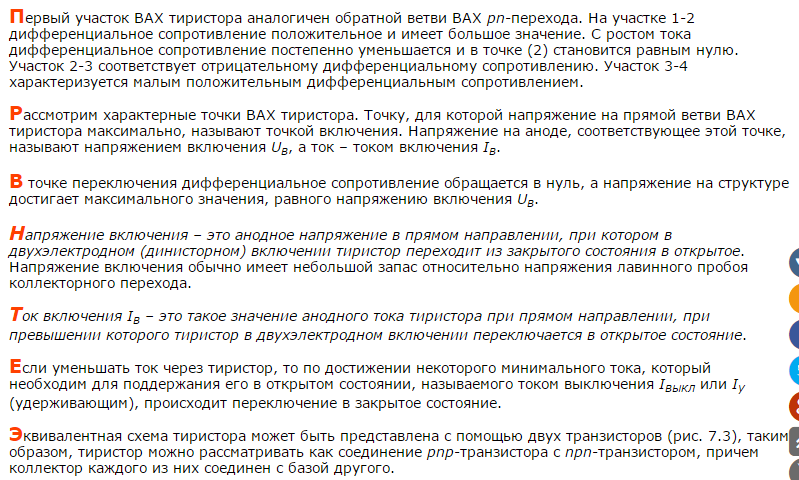 Первый участок ВАХ тиристора аналогичен обратной ветви ВАХ pn-перехода. На участке 1-2
дифференциальное сопротивление положительное и имеет большое значение. С ростом тока
дифференциальное сопротивление постепенно уменьшается и в точке (2) становится равным нулю.
Участок 2-3 соответствует отрицательному дифференциальному сопротивлению. Участок 3-4
характеризуется малым положительным дифференциальным сопротивлением.
Рассмотрим характерные точки ВАХ тиристора. Точку, для которой напряжение на прямой ветви ВАХ
тиристора максимально, называют точкой включения. Напряжение на аноде, соответствующее этой точке,
называют напряжением включения UВ, а ток – током включения IВ.
В точке переключения дифференциальное сопротивление обращается в нуль, а напряжение на структуре
достигает максимального значения, равного напряжению включения UВ.
Напряжение включения – это анодное напряжение в прямом направлении, при котором в
двухэлектродном (динисторном) включении тиристор переходит из закрытого состояния в открытое.
Напряжение включения обычно имеет небольшой запас относительно напряжения лавинного пробоя
коллекторного перехода.
Ток включения IВ – это такое значение анодного тока тиристора при прямом направлении, при
превышении которого тиристор в двухэлектродном включении переключается в открытое состояние.
Если уменьшать ток через тиристор, то по достижении некоторого минимального тока, который
необходим для поддержания его в открытом состоянии, называемого током выключения IВЫКЛ или IУ
(удерживающим), происходит переключение в закрытое состояние.
Эквивалентная схема тиристора может быть представлена с помощью двух транзисторов (рис. 7.3), таким
образом, тиристор можно рассматривать как соединение pnp-транзистора с npn-транзистором, причем
коллектор каждого из них соединен с базой другого.